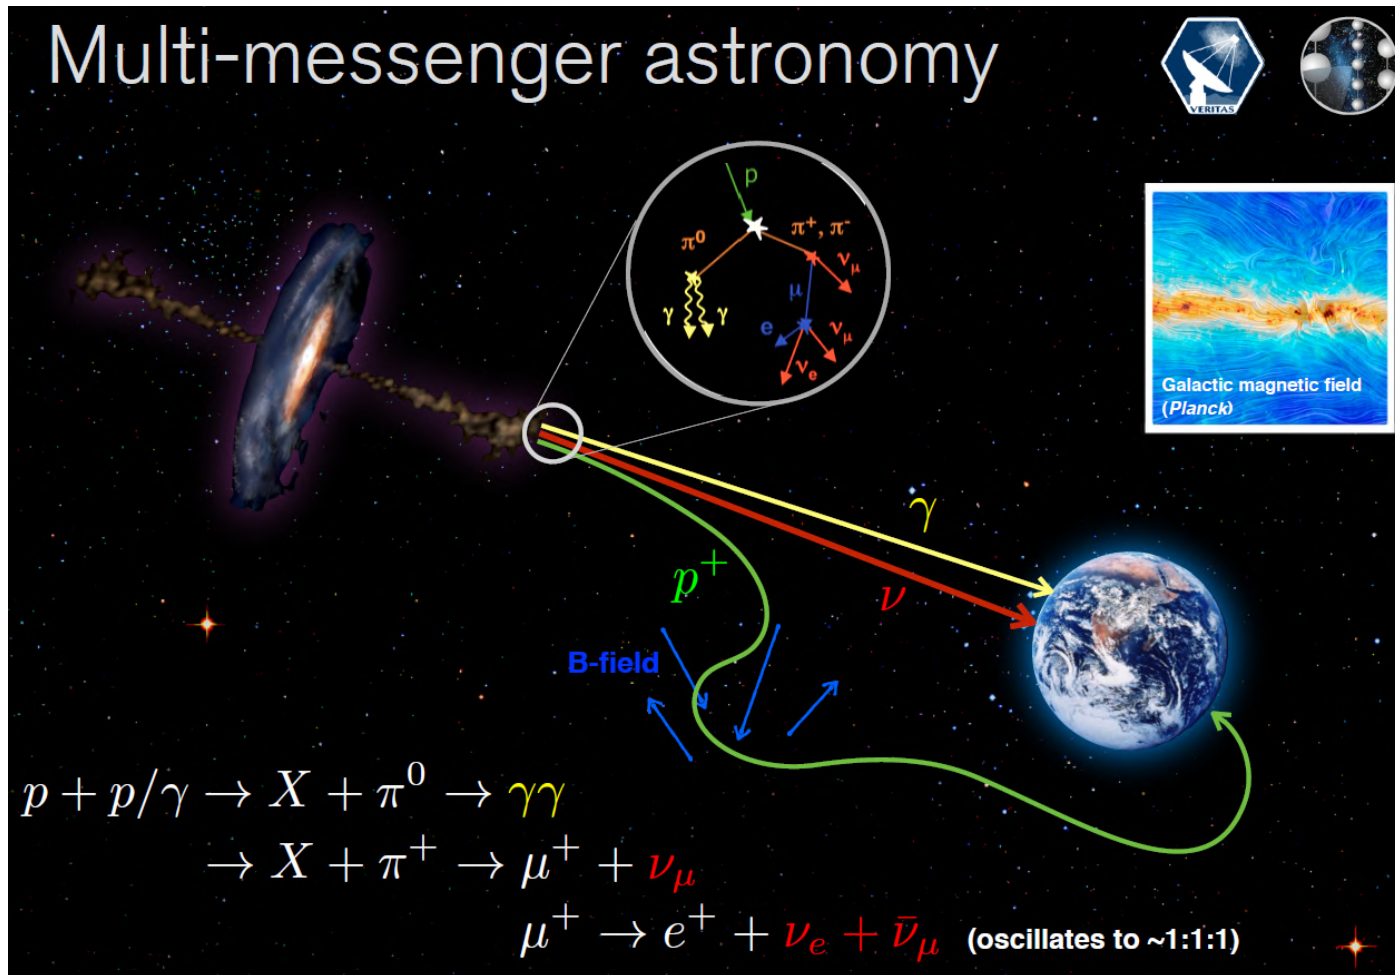 Multi-messenger astronomy
VERITAS
p
π⁰
π⁺, π⁻
ν_μ
μ
γ γ
e
ν_μ
ν_e
Galactic magnetic field
(Planck)
γ
p⁺
ν
B-field
p + p/γ → X + π⁰ → γγ
→ X + π⁺ → μ⁺ + ν_μ
μ⁺ → e⁺ + ν_e + ν̄_μ (oscillates to ~1:1:1)